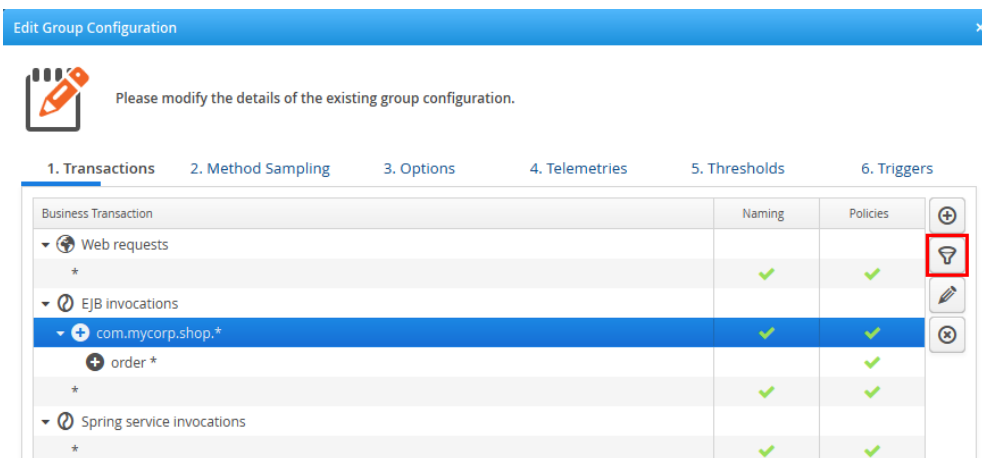 Edit Group Configuration
Please modify the details of the existing group configuration.
1. Transactions 2. Method Sampling 3. Options 4. Telemetries 5. Thresholds 6. Triggers
Business Transaction Naming Policies
Web requests
*
EJB invocations
com.mycorp.shop.*
order *
*
Spring service invocations
*